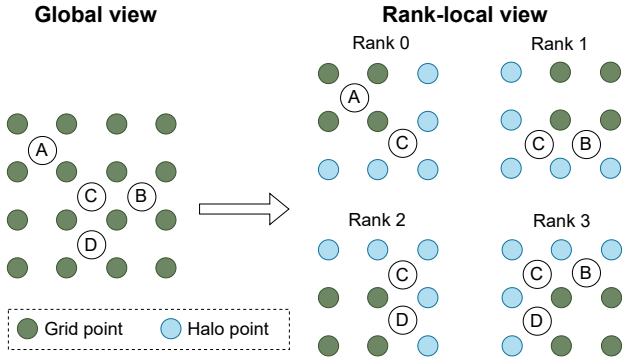 Global view
Rank-local view
Rank 0
Rank 1
A
C
C
B
A
C
B
D
Rank 2
Rank 3
C
D
C
B
D
Grid point
Halo point